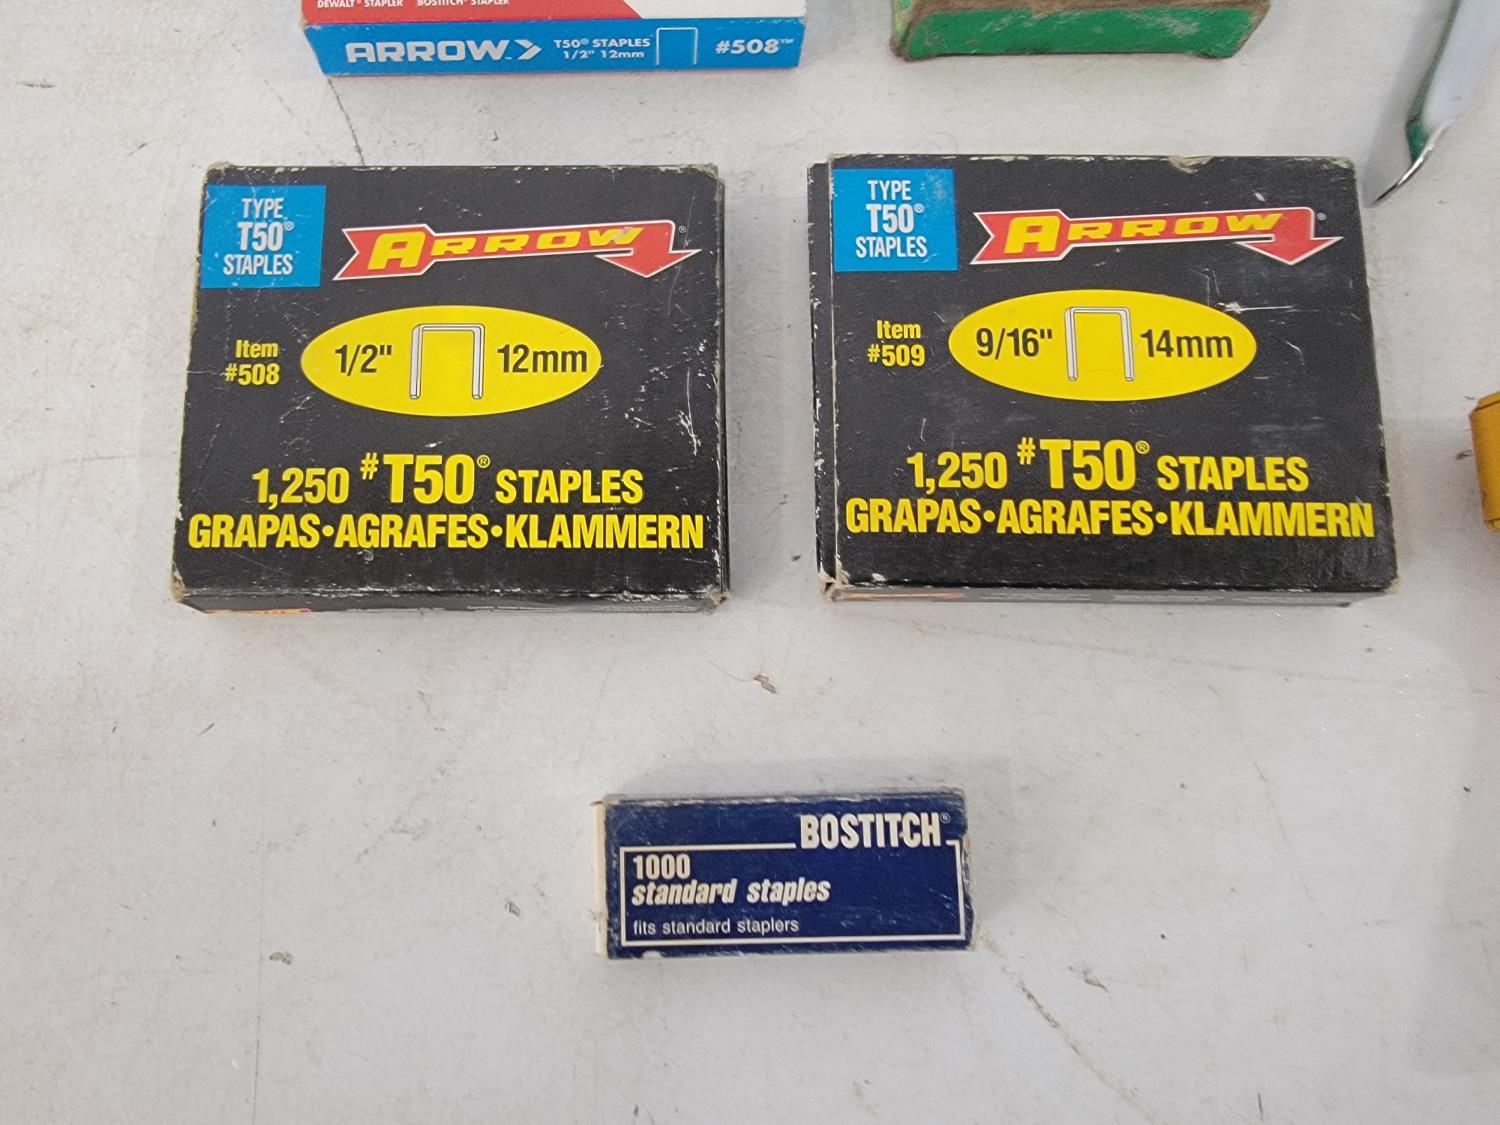 DEWALT® STAPLER BOSTITCH® STAPLER
ARROW™ T50® STAPLES
1/2" 12mm
#508™
TYPE
T50®
STAPLES
ARROW®
Item
#508
1/2" 12mm
1,250 #T50® STAPLES
GRAPAS•AGRAFES•KLAMMERN
TYPE
T50®
STAPLES
ARROW®
Item
#509
9/16" 14mm
1,250 #T50® STAPLES
GRAPAS•AGRAFES•KLAMMERN
BOSTITCH®
1000
standard staples
fits standard staplers